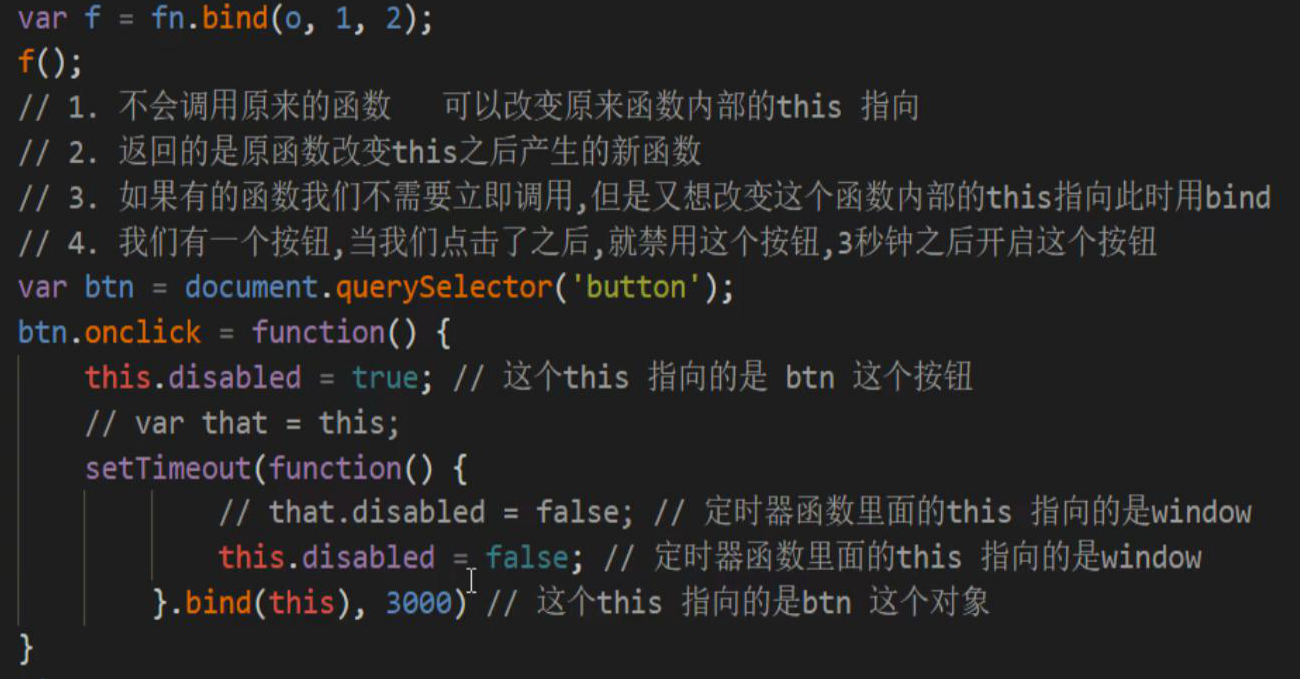 var f = fn.bind(o, 1, 2);
f();
// 1. 不会调用原来的函数   可以改变原来函数内部的this 指向
// 2. 返回的是原函数改变this之后产生的新函数
// 3. 如果有的函数我们不需要立即调用,但是又想改变这个函数内部的this指向此时用bind
// 4. 我们有一个按钮,当我们点击了之后,就禁用这个按钮,3秒钟之后开启这个按钮
var btn = document.querySelector('button');
btn.onclick = function() {
    this.disabled = true; // 这个this 指向的是 btn 这个按钮
    // var that = this;
    setTimeout(function() {
            // that.disabled = false; // 定时器函数里面的this 指向的是window
            this.disabled = false; // 定时器函数里面的this 指向的是window
        }.bind(this), 3000) // 这个this 指向的是btn 这个对象
}